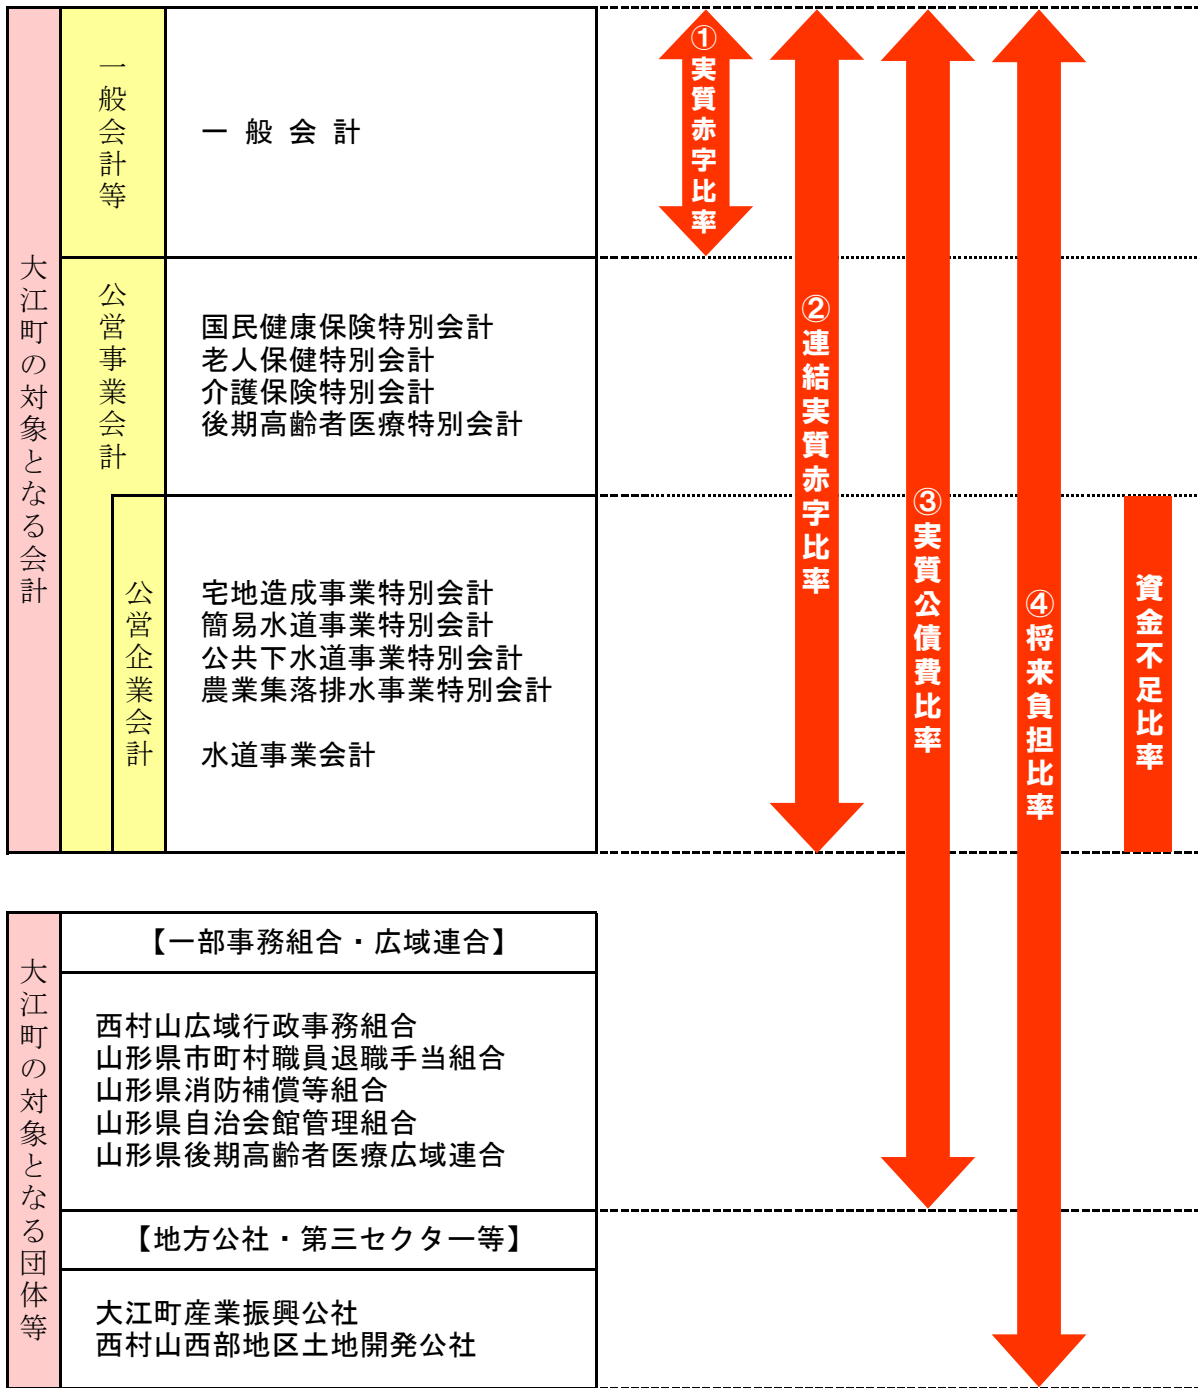 大江町の対象となる会計
一般会計等
一般会計
公営事業会計
国民健康保険特別会計
老人保健特別会計
介護保険特別会計
後期高齢者医療特別会計
公営企業会計
宅地造成事業特別会計
簡易水道事業特別会計
公共下水道事業特別会計
農業集落排水事業特別会計
水道事業会計
①実質赤字比率
②連結実質赤字比率
③実質公債費比率
④将来負担比率
資金不足比率
大江町の対象となる団体等
【一部事務組合・広域連合】
西村山広域行政事務組合
山形県市町村職員退職手当組合
山形県消防補償等組合
山形県自治会館管理組合
山形県後期高齢者医療広域連合
【地方公社・第三セクター等】
大江町産業振興公社
西村山西部地区土地開発公社